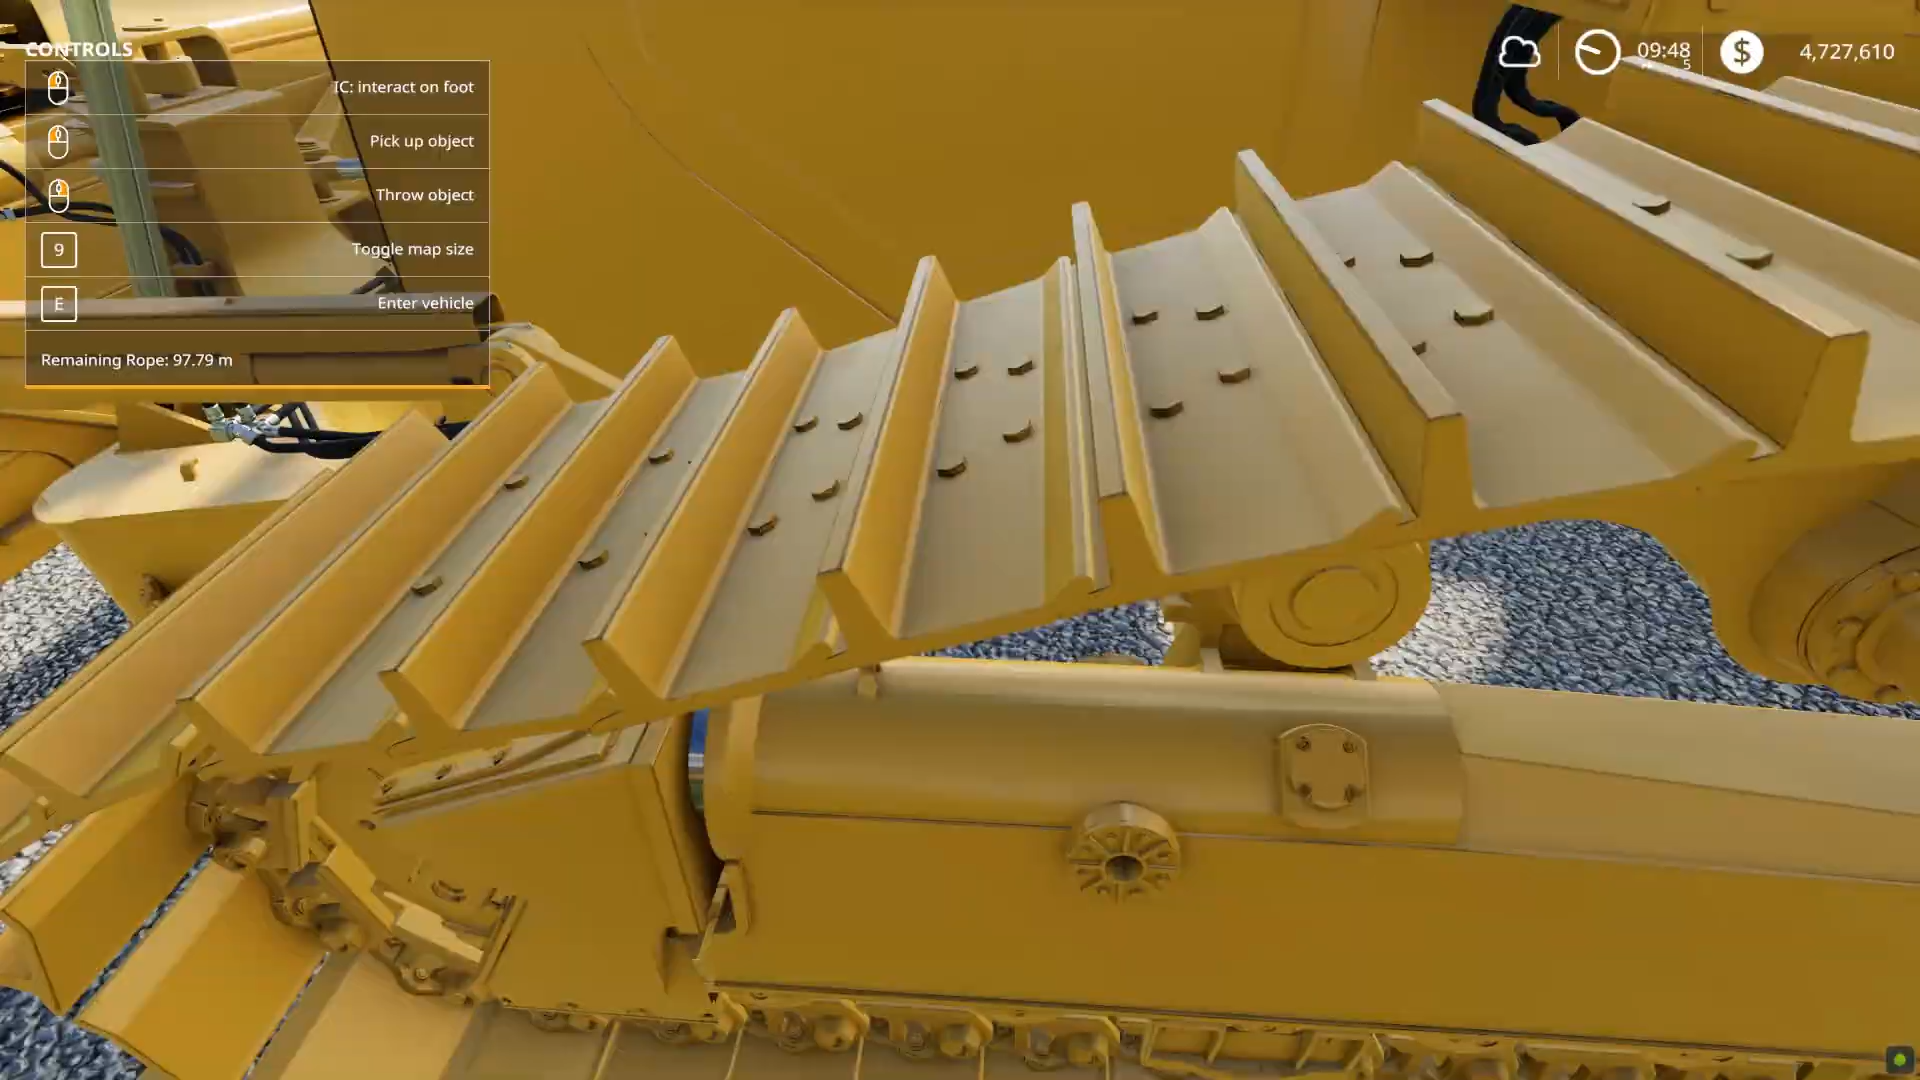 CONTROLS
IC: interact on foot
Pick up object
Throw object
9 Toggle map size
E Enter vehicle
Remaining Rope: 97.79 m
09:48
5
$ 4,727,610